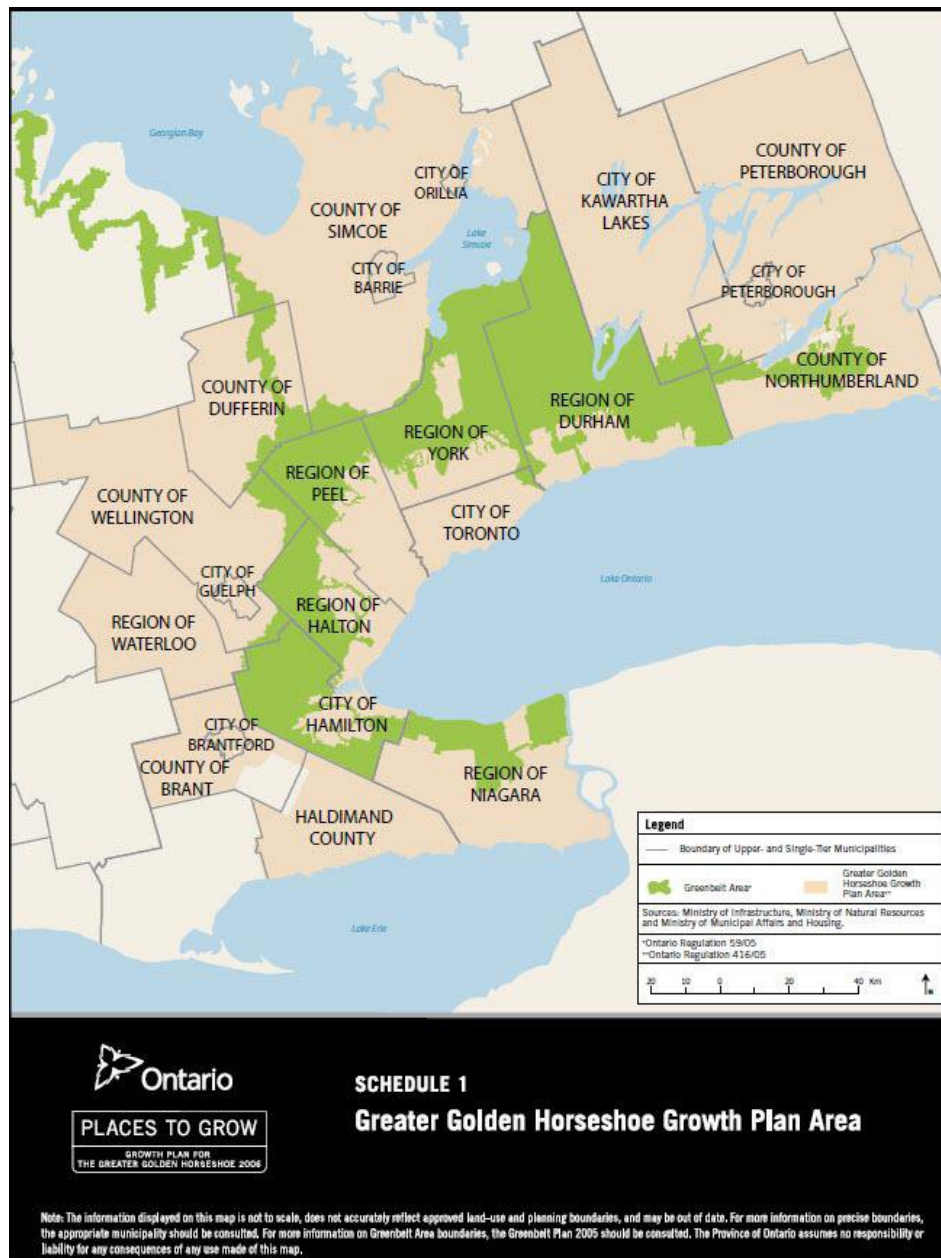 Georgian Bay
COUNTY OF
PETERBOROUGH
CITY OF
ORILLIA
CITY OF
KAWARTHA
LAKES
COUNTY OF
SIMCOE
Lake
Simcoe
CITY OF
BARRIE
CITY OF
PETERBOROUGH
COUNTY OF
NORTHUMBERLAND
COUNTY OF
DUFFERIN
REGION OF
DURHAM
REGION OF
YORK
REGION OF
PEEL
COUNTY OF
WELLINGTON
CITY OF
TORONTO
CITY OF
GUELPH
Lake Ontario
REGION OF
HALTON
REGION OF
WATERLOO
CITY OF
HAMILTON
CITY OF
BRANTFORD
COUNTY OF
BRANT
REGION OF
NIAGARA
HALDIMAND
COUNTY
Lake Erie
Legend
Boundary of Upper- and Single-Tier Municipalities
Greenbelt Area*
Greater Golden
Horseshoe Growth
Plan Area**
Sources: Ministry of Infrastructure, Ministry of Natural Resources
and Ministry of Municipal Affairs and Housing.
*Ontario Regulation 59/05
**Ontario Regulation 416/05
20 10 0 20 40 Km
N
Ontario
PLACES TO GROW
GROWTH PLAN FOR
THE GREATER GOLDEN HORSESHOE 2006
SCHEDULE 1
Greater Golden Horseshoe Growth Plan Area
Note: The information displayed on this map is not to scale, does not accurately reflect approved land-use and planning boundaries, and may be out of date. For more information on precise boundaries,
the appropriate municipality should be consulted. For more information on Greenbelt Area boundaries, the Greenbelt Plan 2005 should be consulted. The Province of Ontario assumes no responsibility or
liability for any consequences of any use made of this map.